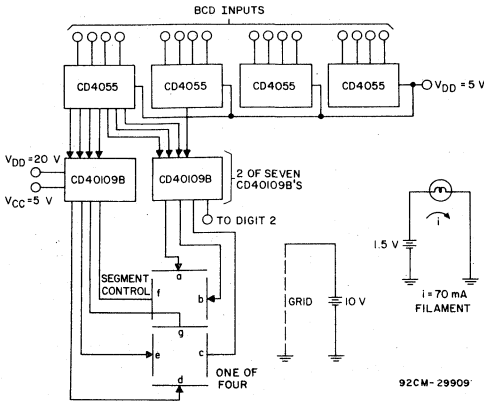 BCD INPUTS
CD4055
CD4055
CD4055
CD4055
VDD = 5 V
VDD = 20 V
VCC = 5 V
CD40109B
CD40109B
2 OF SEVEN
CD40109B'S
TO DIGIT 2
SEGMENT
CONTROL
a
f
b
g
e
c
d
ONE OF
FOUR
GRID
10 V
1.5 V
i
i = 70 mA
FILAMENT
92CM-29909